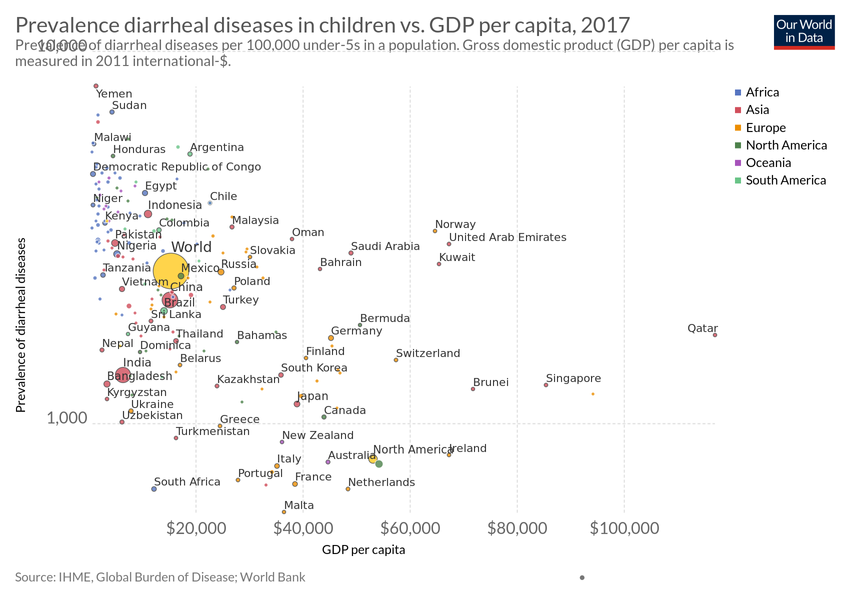 Prevalence diarrheal diseases in children vs. GDP per capita, 2017
Our World
in Data
10,000
Prevalence of diarrheal diseases per 100,000 under-5s in a population. Gross domestic product (GDP) per capita is
measured in 2011 international-$.
Yemen
Sudan
Malawi
Honduras
Argentina
Democratic Republic of Congo
Egypt
Niger
Indonesia
Chile
Kenya
Colombia
Malaysia
Norway
Pakistan
Oman
United Arab Emirates
Nigeria
World
Slovakia
Saudi Arabia
Tanzania
Mexico
Russia
Bahrain
Kuwait
Vietnam
China
Poland
Brazil
Turkey
Sri Lanka
Bermuda
Guyana
Thailand
Bahamas
Germany
Qatar
Nepal
Dominica
Finland
Switzerland
India
Belarus
South Korea
Bangladesh
Kazakhstan
Brunei
Singapore
Kyrgyzstan
Japan
Ukraine
Canada
Uzbekistan
Greece
1,000
Turkmenistan
New Zealand
Italy
Australia
North America
Ireland
South Africa
Portugal
France
Netherlands
Malta
Africa
Asia
Europe
North America
Oceania
South America
Prevalence of diarrheal diseases
$20,000
$40,000
$60,000
$80,000
$100,000
GDP per capita
Source: IHME, Global Burden of Disease; World Bank